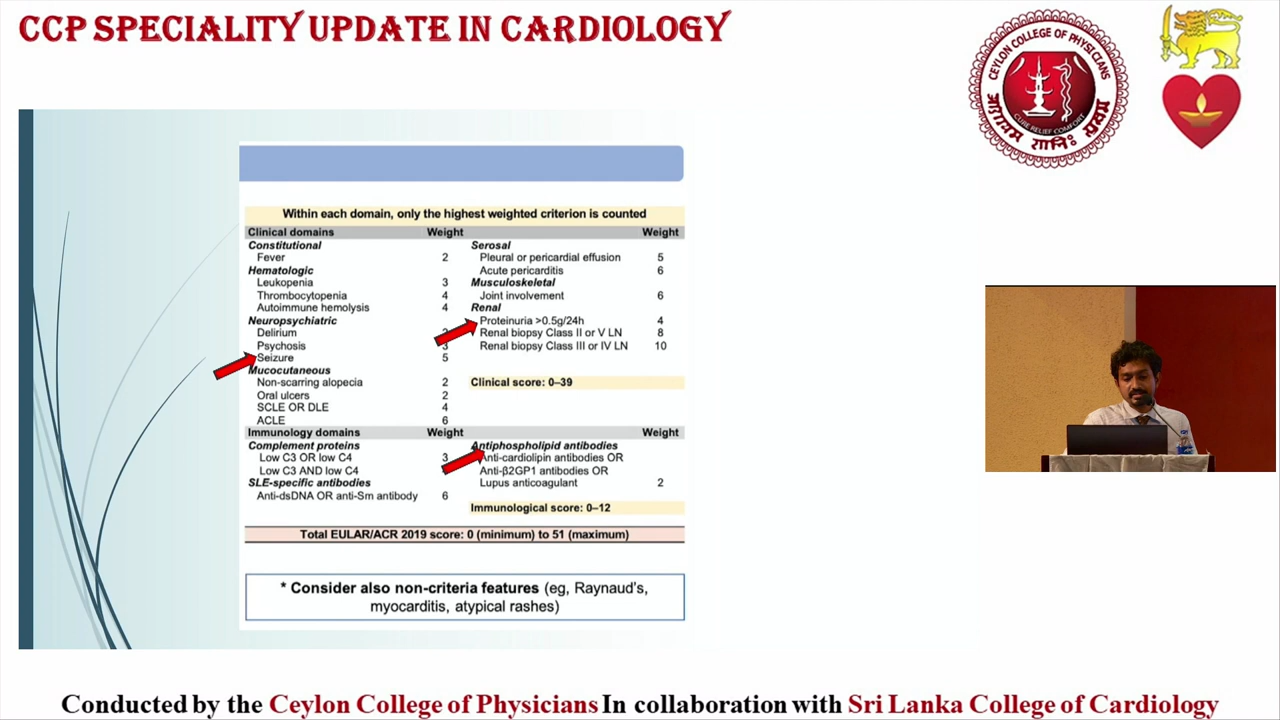 CCP SPECIALITY UPDATE IN CARDIOLOGY
CEYLON COLLEGE OF PHYSICIANS
CURE RELIEF COMFORT
Within each domain, only the highest weighted criterion is counted
Clinical domains Weight
Constitutional
Fever 2
Hematologic
Leukopenia 3
Thrombocytopenia 4
Autoimmune hemolysis 4
Neuropsychiatric
Delirium
Psychosis 3
Seizure 5
Mucocutaneous
Non-scarring alopecia 2
Oral ulcers 2
SCLE OR DLE 4
ACLE 6
Weight
Serosal
Pleural or pericardial effusion 5
Acute pericarditis 6
Musculoskeletal
Joint involvement 6
Renal
Proteinuria >0.5g/24h 4
Renal biopsy Class II or V LN 8
Renal biopsy Class III or IV LN 10
Clinical score: 0–39
Immunology domains Weight
Complement proteins
Low C3 OR low C4 3
Low C3 AND low C4
SLE-specific antibodies
Anti-dsDNA OR anti-Sm antibody 6
Weight
Antiphospholipid antibodies
Anti-cardiolipin antibodies OR
Anti-β2GP1 antibodies OR
Lupus anticoagulant 2
Immunological score: 0–12
Total EULAR/ACR 2019 score: 0 (minimum) to 51 (maximum)
* Consider also non-criteria features (eg, Raynaud's,
myocarditis, atypical rashes)
Conducted by the Ceylon College of Physicians In collaboration with Sri Lanka College of Cardiology